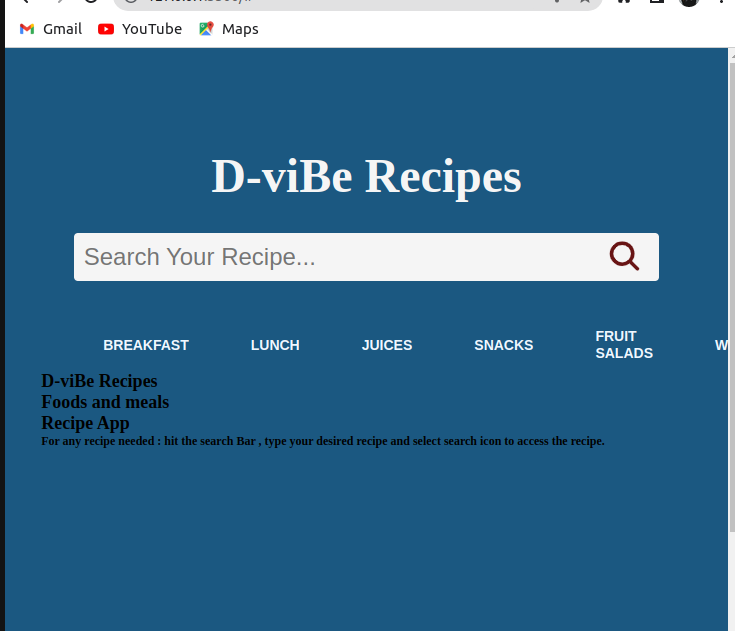 Gmail YouTube Maps
D-viBe Recipes
Search Your Recipe...
BREAKFAST LUNCH JUICES SNACKS FRUIT SALADS W
D-viBe Recipes
Foods and meals
Recipe App
For any recipe needed : hit the search Bar , type your desired recipe and select search icon to access the recipe.